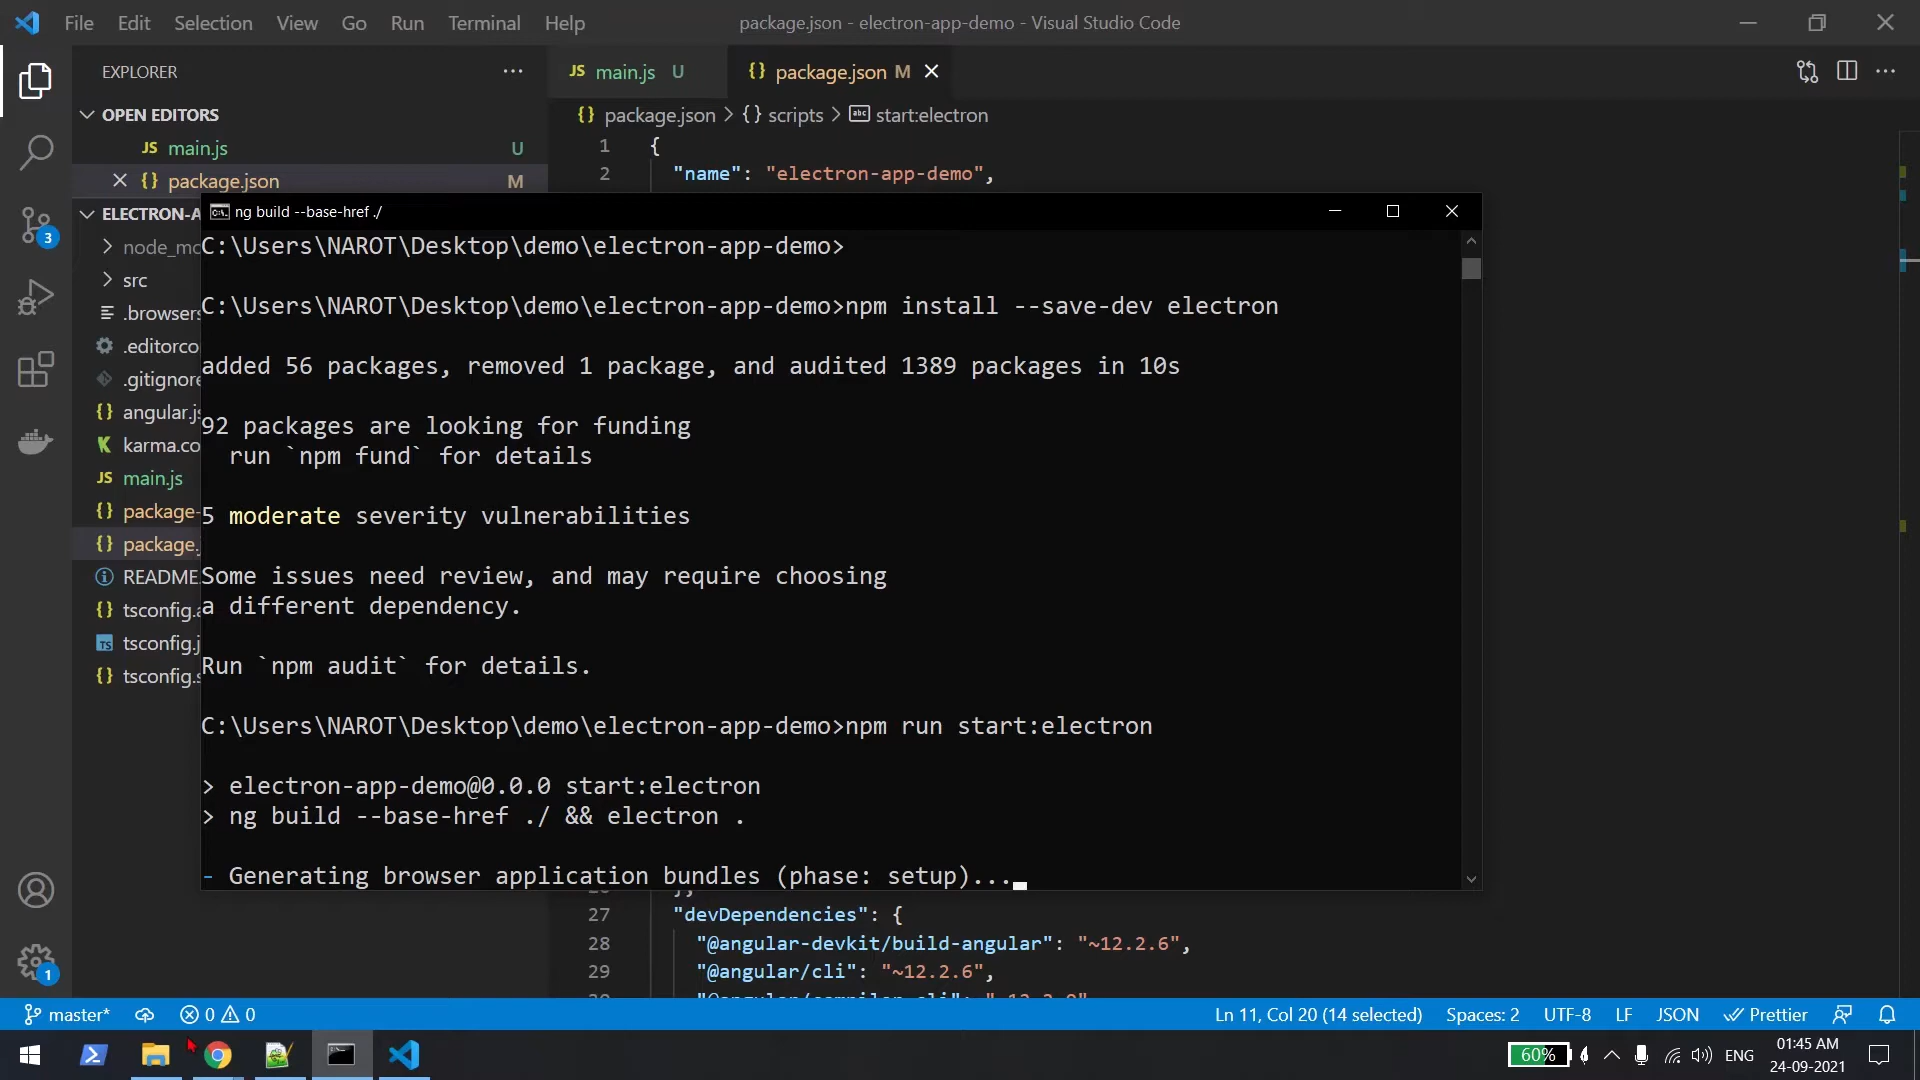 File Edit Selection View Go Run Terminal Help
package.json - electron-app-demo - Visual Studio Code
EXPLORER
JS main.js U
{} package.json M
OPEN EDITORS
{} package.json > {} scripts > abc start:electron
JS main.js U
{} package.json M
1 {
2 "name": "electron-app-demo",
ELECTRON-A
node_mo
src
.browsers
.editorco
.gitignore
{} angular.js
karma.co
JS main.js
{} package-
{} package.
README
{} tsconfig.a
TS tsconfig.j
{} tsconfig.s
3
1
ng build --base-href ./
C:\Users\NAROT\Desktop\demo\electron-app-demo>
C:\Users\NAROT\Desktop\demo\electron-app-demo>npm install --save-dev electron
added 56 packages, removed 1 package, and audited 1389 packages in 10s
92 packages are looking for funding
run `npm fund` for details
5 moderate severity vulnerabilities
Some issues need review, and may require choosing
a different dependency.
Run `npm audit` for details.
C:\Users\NAROT\Desktop\demo\electron-app-demo>npm run start:electron
> electron-app-demo@0.0.0 start:electron
> ng build --base-href ./ && electron .
- Generating browser application bundles (phase: setup)...
27 "devDependencies": {
28 "@angular-devkit/build-angular": "~12.2.6",
29 "@angular/cli": "~12.2.6",
master* 0 0
Ln 11, Col 20 (14 selected) Spaces: 2 UTF-8 LF JSON Prettier
60% ENG 01:45 AM
24-09-2021